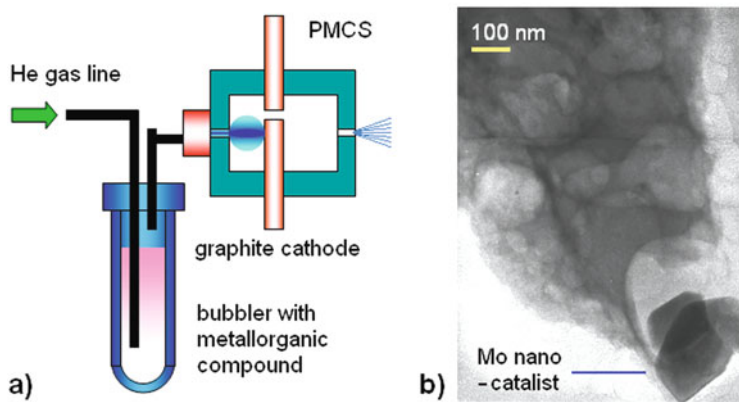 PMCS
He gas line
graphite cathode
bubbler with
metallorganic
compound
a)
100 nm
Mo nano
-catalist
b)